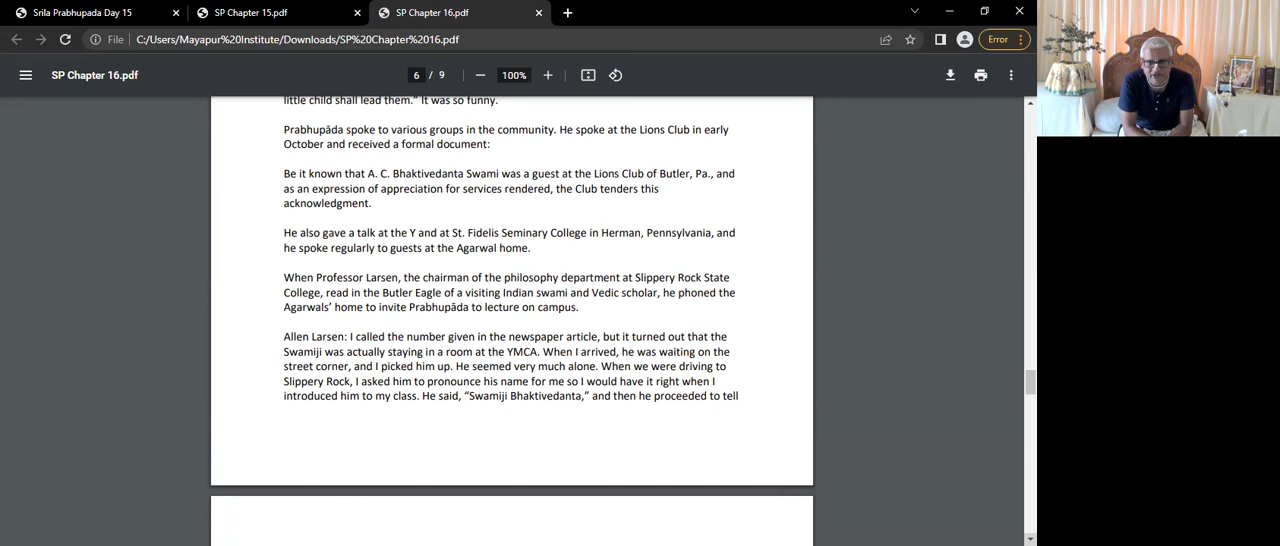 Srila Prabhupada Day 15
SP Chapter 15.pdf
SP Chapter 16.pdf
File
C:/Users/Mayapur%20Institute/Downloads/SP%20Chapter%2016.pdf
Error
SP Chapter 16.pdf
6 / 9
100%
little child shall lead them.” It was so funny.
Prabhupāda spoke to various groups in the community. He spoke at the Lions Club in early
October and received a formal document:
Be it known that A. C. Bhaktivedanta Swami was a guest at the Lions Club of Butler, Pa., and
as an expression of appreciation for services rendered, the Club tenders this
acknowledgment.
He also gave a talk at the Y and at St. Fidelis Seminary College in Herman, Pennsylvania, and
he spoke regularly to guests at the Agarwal home.
When Professor Larsen, the chairman of the philosophy department at Slippery Rock State
College, read in the Butler Eagle of a visiting Indian swami and Vedic scholar, he phoned the
Agarwals’ home to invite Prabhupāda to lecture on campus.
Allen Larsen: I called the number given in the newspaper article, but it turned out that the
Swamiji was actually staying in a room at the YMCA. When I arrived, he was waiting on the
street corner, and I picked him up. He seemed very much alone. When we were driving to
Slippery Rock, I asked him to pronounce his name for me so I would have it right when I
introduced him to my class. He said, “Swamiji Bhaktivedanta,” and then he proceeded to tell